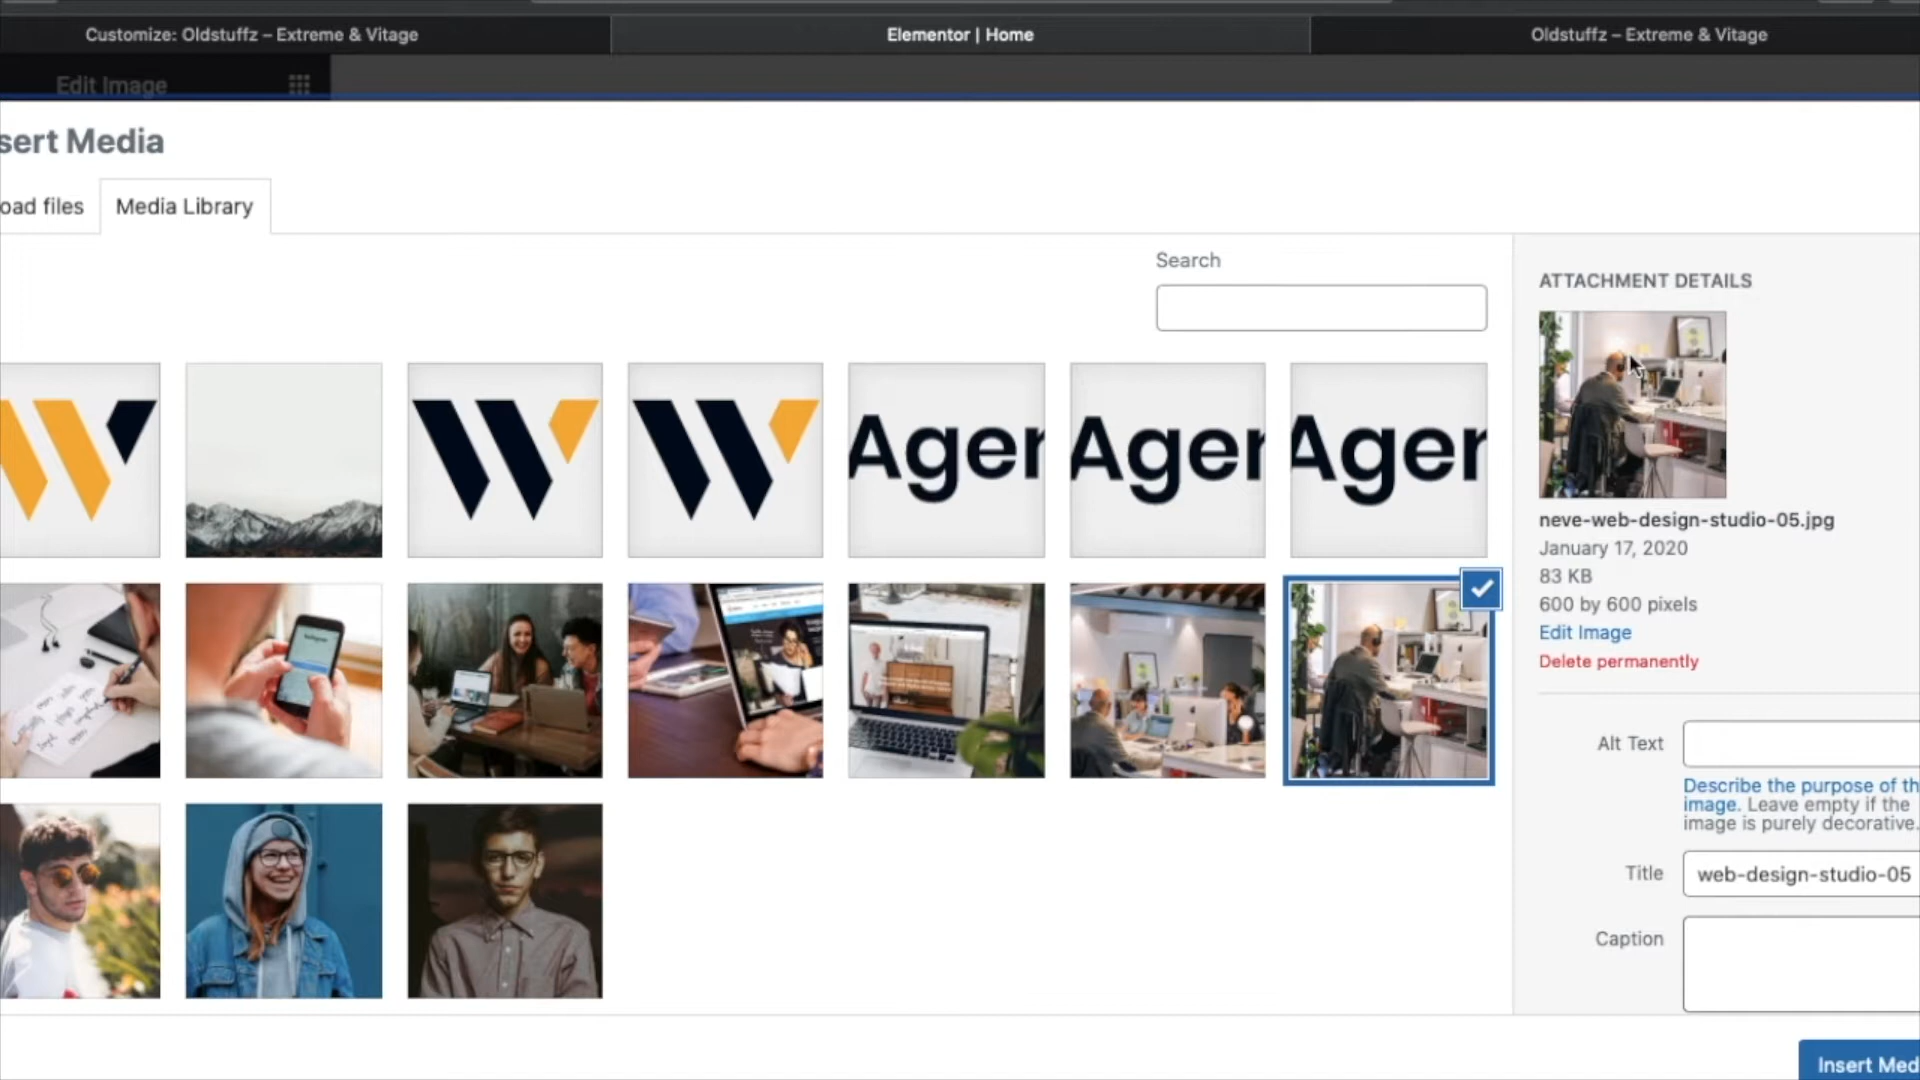 Customize: Oldstuffz – Extreme & Vitage
Elementor | Home
Oldstuffz – Extreme & Vitage
Edit Image
sert Media
oad files
Media Library
Search
ATTACHMENT DETAILS
Ager
Ager
Ager
neve-web-design-studio-05.jpg
January 17, 2020
83 KB
600 by 600 pixels
Edit Image
Delete permanently
Alt Text
Describe the purpose of th
image. Leave empty if the
image is purely decorative.
Title
web-design-studio-05
Caption
Insert Med